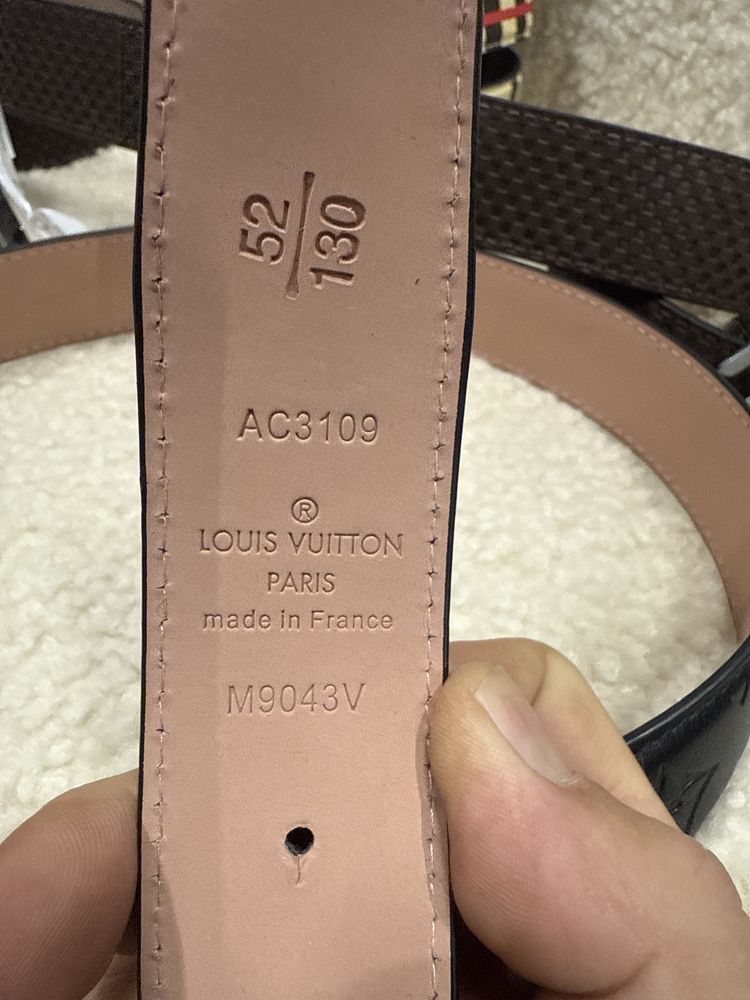 52/130
AC3109
®
LOUIS VUITTON
PARIS
made in France
M9043V